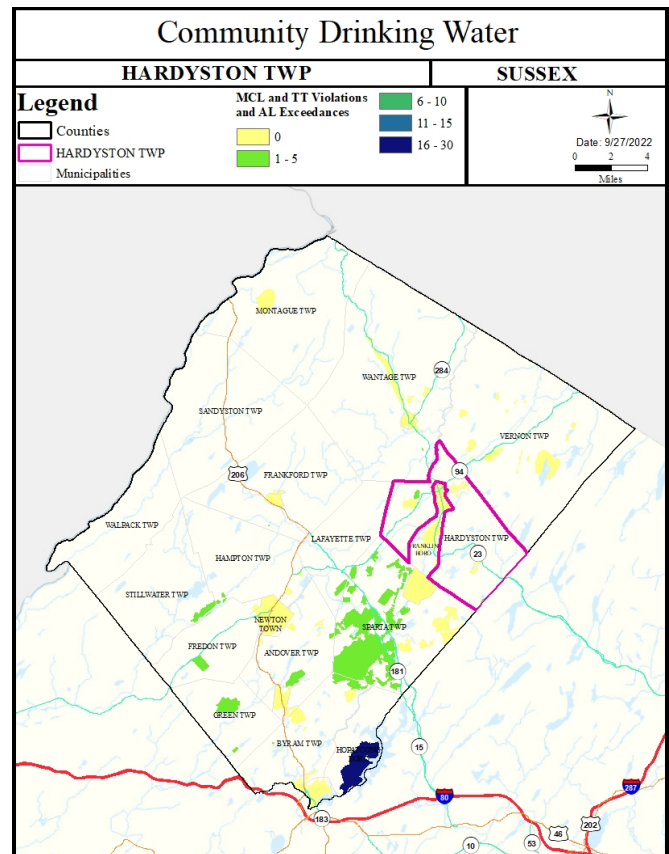 Community Drinking Water
HARDYSTON TWP
SUSSEX
Legend
Counties
HARDYSTON TWP
Municipalities
MCL and TT Violations
and AL Exceedances
0
1 - 5
6 - 10
11 - 15
16 - 30
N
Date: 9/27/2022
0 2 4
Miles
MONTAGUE TWP
WANTAGE TWP
284
SANDYSTON TWP
VERNON TWP
206
FRANKFORD TWP
94
WALPACK TWP
LAFAYETTE TWP
HARDYSTON TWP
FRANKLIN
BORO
23
HAMPTON TWP
STILLWATER TWP
NEWTON
TOWN
SPARTA TWP
FREDON TWP
ANDOVER TWP
181
GREEN TWP
BYRAM TWP
15
80
287
183
202
46
10
53